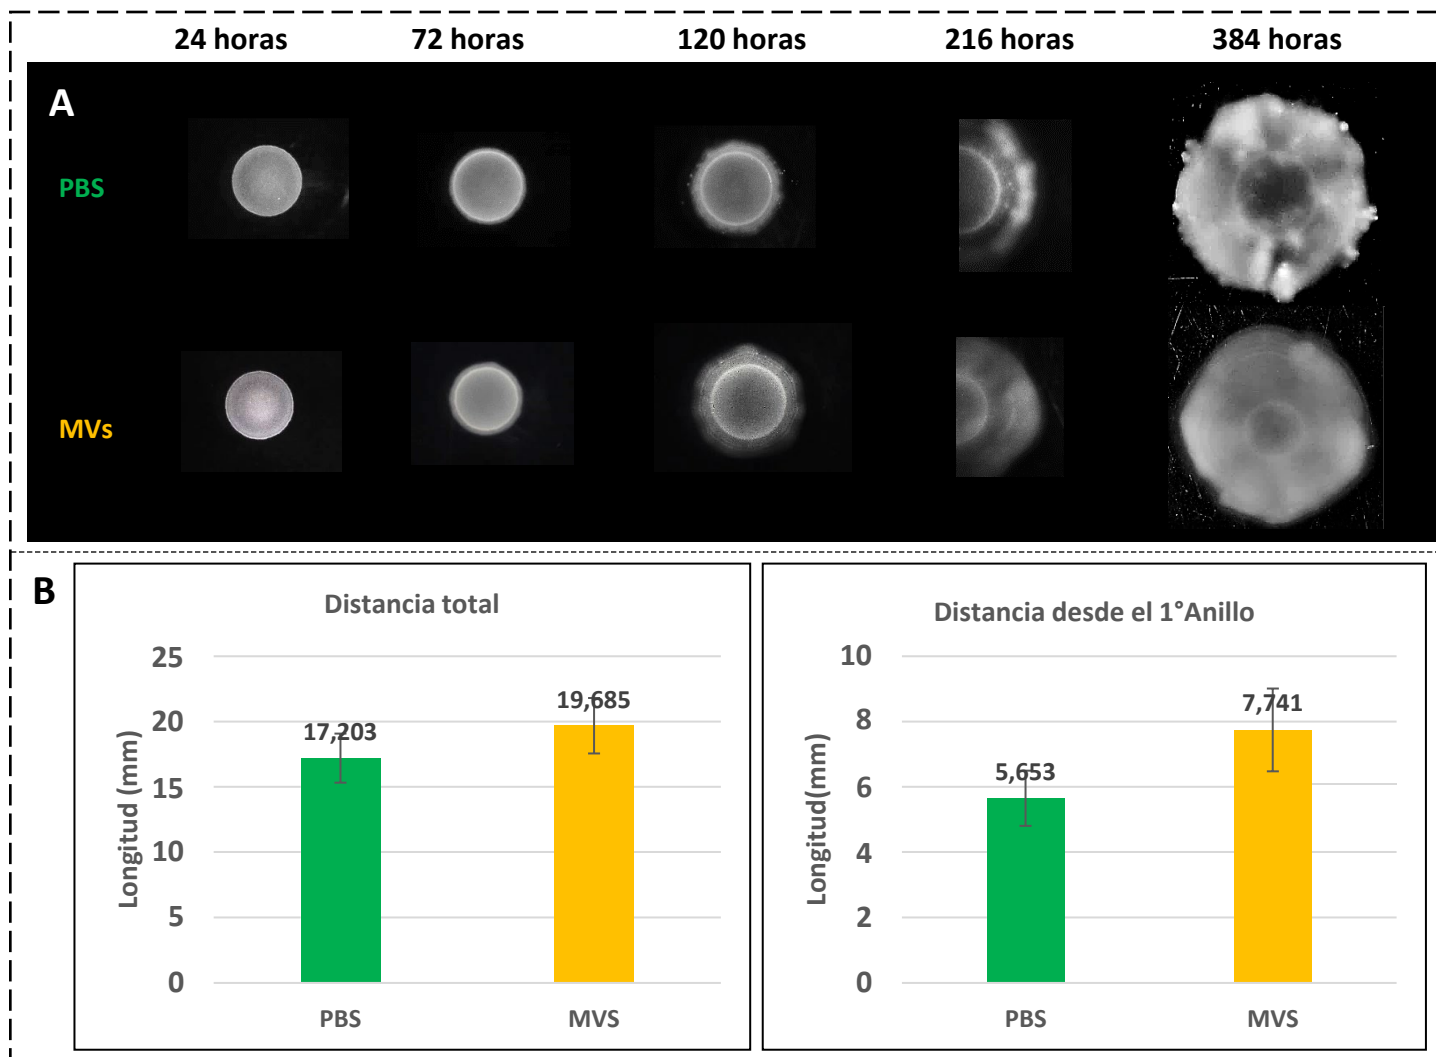 24 horas
72 horas
120 horas
216 horas
384 horas
A
PBS
MVs
B
Distancia total
25
20
15
10
5
0
Longitud (mm)
17,203
19,685
PBS
MVS
Distancia desde el 1°Anillo
10
8
6
4
2
0
Longitud(mm)
5,653
7,741
PBS
MVS